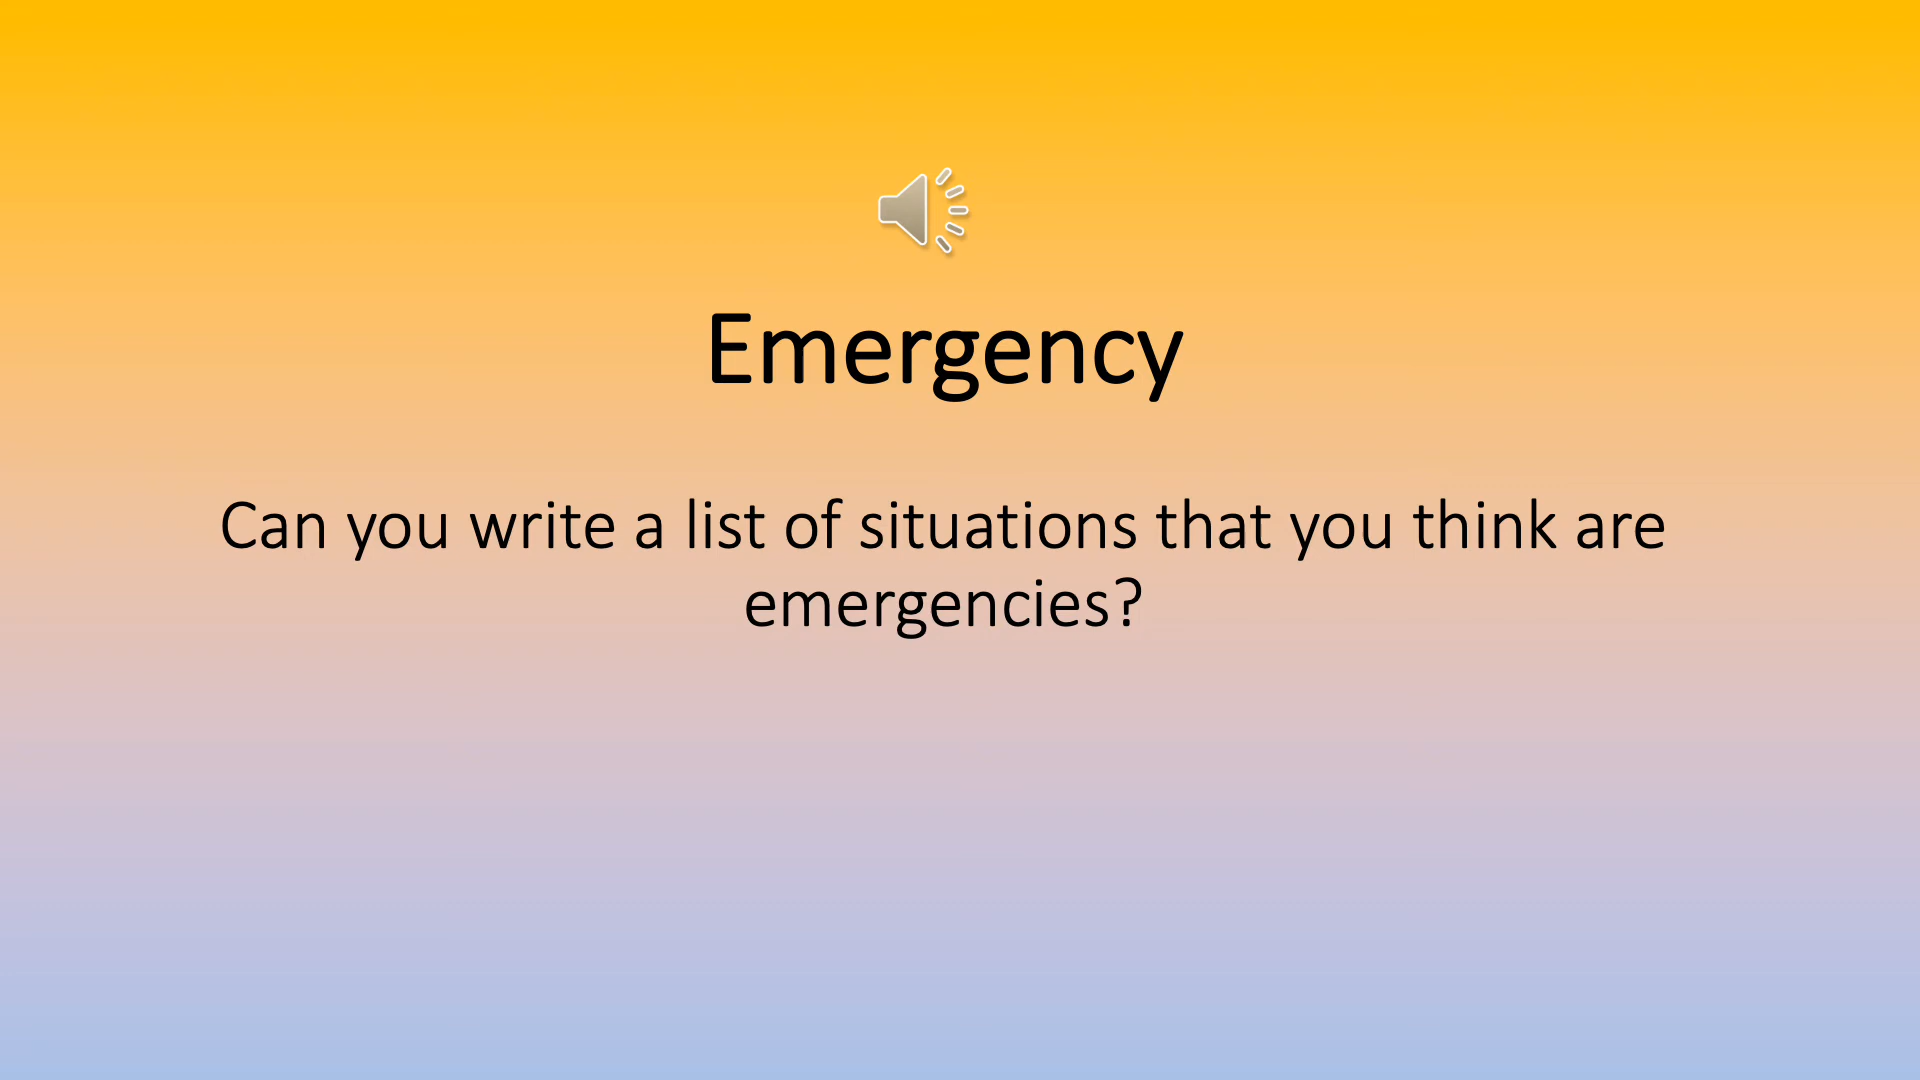 Emergency
Can you write a list of situations that you think are
emergencies?